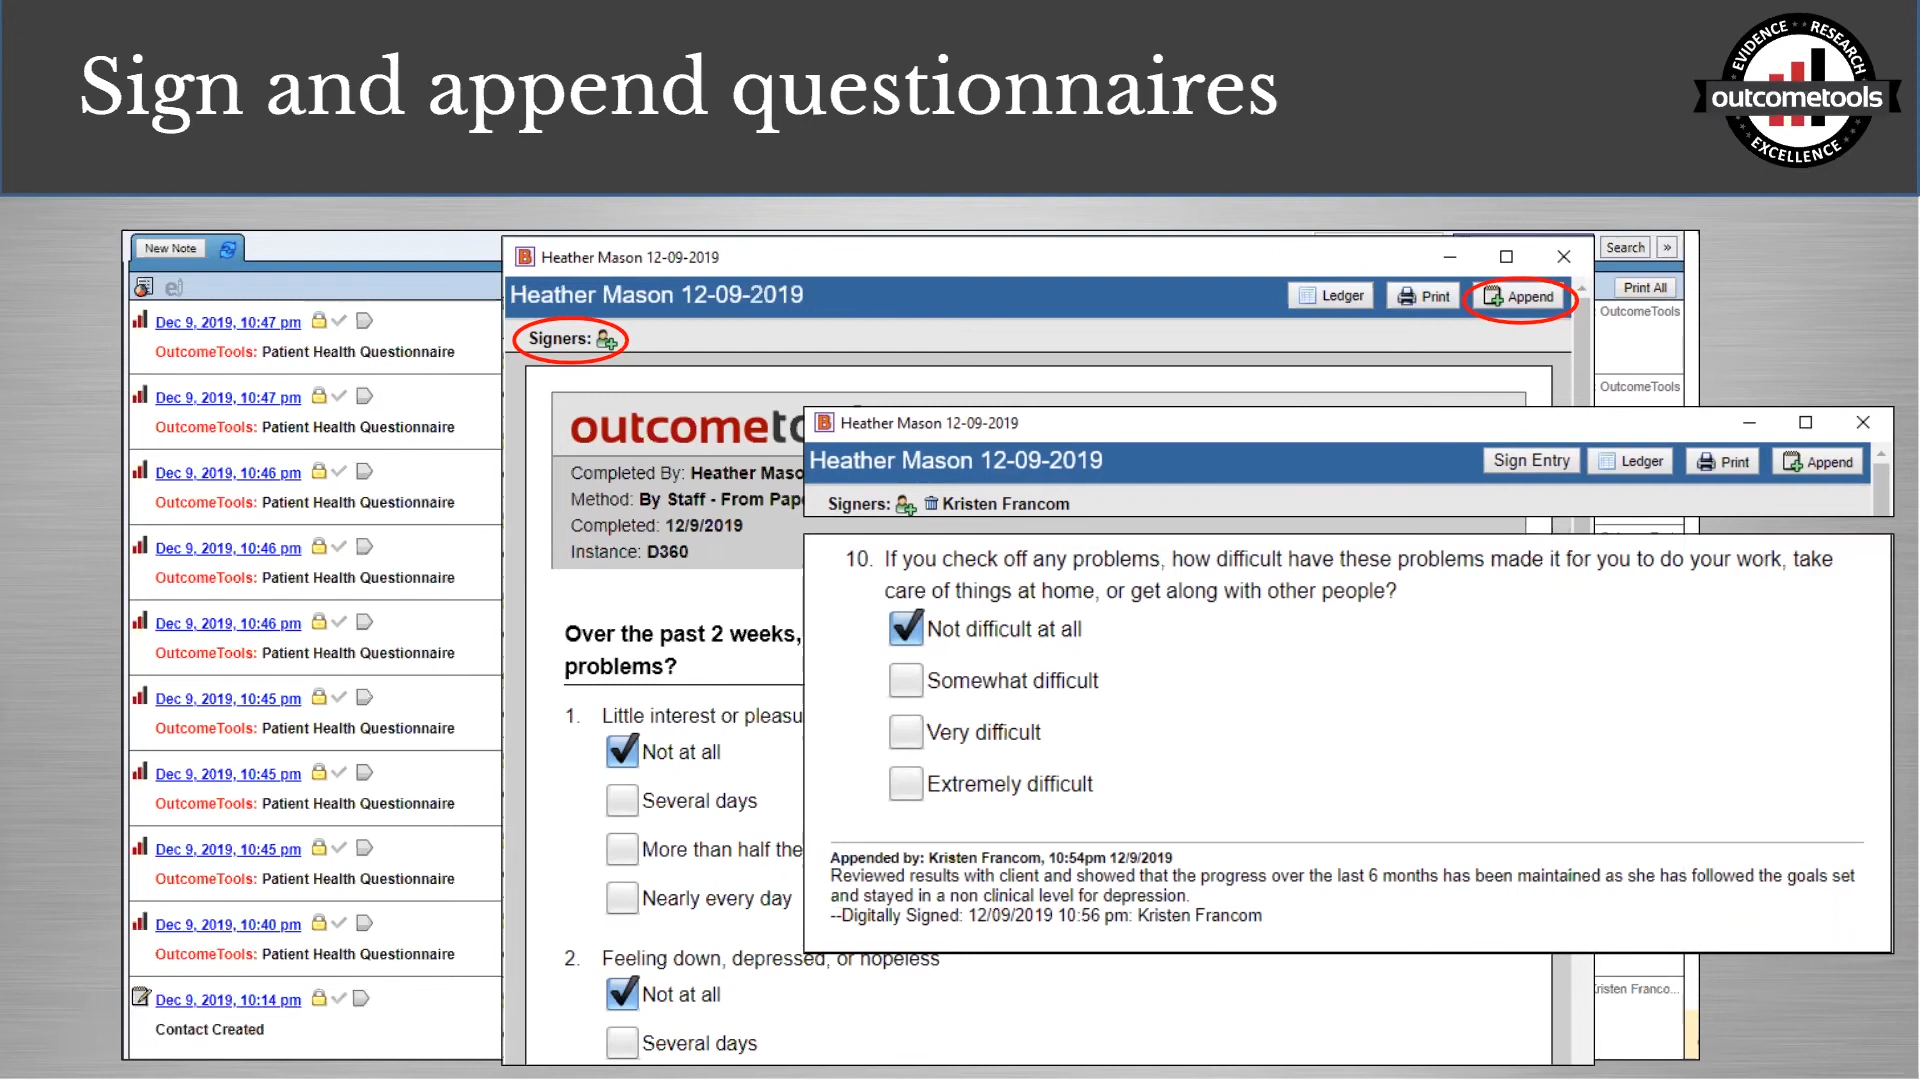 Sign and append questionnaires
EVIDENCE * * RESEARCH
outcometools
EXCELLENCE
New Note
Dec 9, 2019, 10:47 pm
OutcomeTools: Patient Health Questionnaire
Dec 9, 2019, 10:47 pm
OutcomeTools: Patient Health Questionnaire
Dec 9, 2019, 10:46 pm
OutcomeTools: Patient Health Questionnaire
Dec 9, 2019, 10:46 pm
OutcomeTools: Patient Health Questionnaire
Dec 9, 2019, 10:46 pm
OutcomeTools: Patient Health Questionnaire
Dec 9, 2019, 10:45 pm
OutcomeTools: Patient Health Questionnaire
Dec 9, 2019, 10:45 pm
OutcomeTools: Patient Health Questionnaire
Dec 9, 2019, 10:45 pm
OutcomeTools: Patient Health Questionnaire
Dec 9, 2019, 10:40 pm
OutcomeTools: Patient Health Questionnaire
Dec 9, 2019, 10:14 pm
Contact Created
Heather Mason 12-09-2019
Heather Mason 12-09-2019 Ledger Print Append
Signers:
outcometo
Completed By: Heather Maso
Method: By Staff - From Pap
Completed: 12/9/2019
Instance: D360
Over the past 2 weeks,
problems?
1. Little interest or pleasu
Not at all
Several days
More than half the
Nearly every day
2. Feeling down, depressed, or hopeless
Not at all
Several days
Search »
Print All
OutcomeTools
OutcomeTools
risten Franco...
Heather Mason 12-09-2019
Heather Mason 12-09-2019 Sign Entry Ledger Print Append
Signers: Kristen Francom
10. If you check off any problems, how difficult have these problems made it for you to do your work, take
care of things at home, or get along with other people?
Not difficult at all
Somewhat difficult
Very difficult
Extremely difficult
Appended by: Kristen Francom, 10:54pm 12/9/2019
Reviewed results with client and showed that the progress over the last 6 months has been maintained as she has followed the goals set
and stayed in a non clinical level for depression.
--Digitally Signed: 12/09/2019 10:56 pm: Kristen Francom